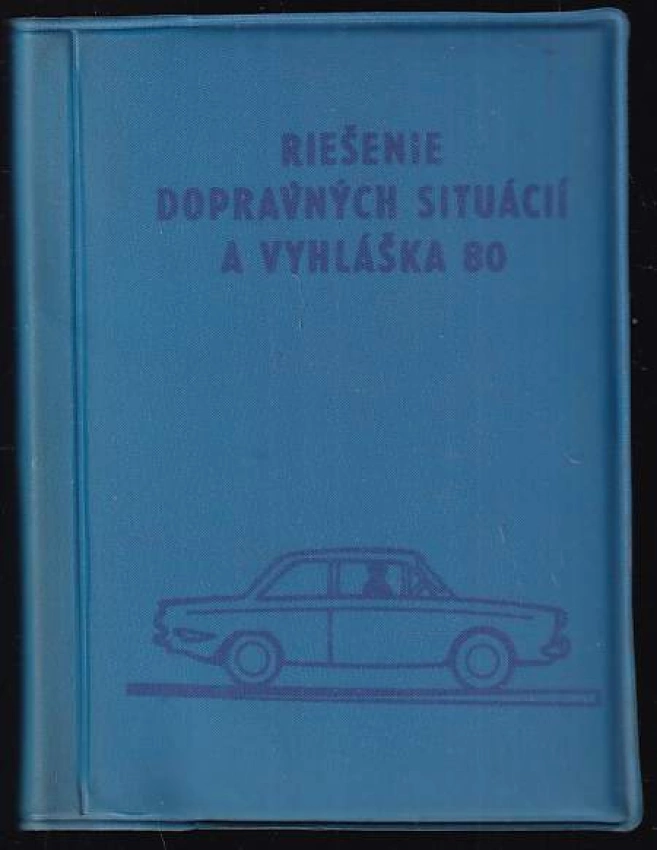 RIEŠENIE
DOPRAVNÝCH SITUÁCIÍ
A VYHLÁŠKA 80